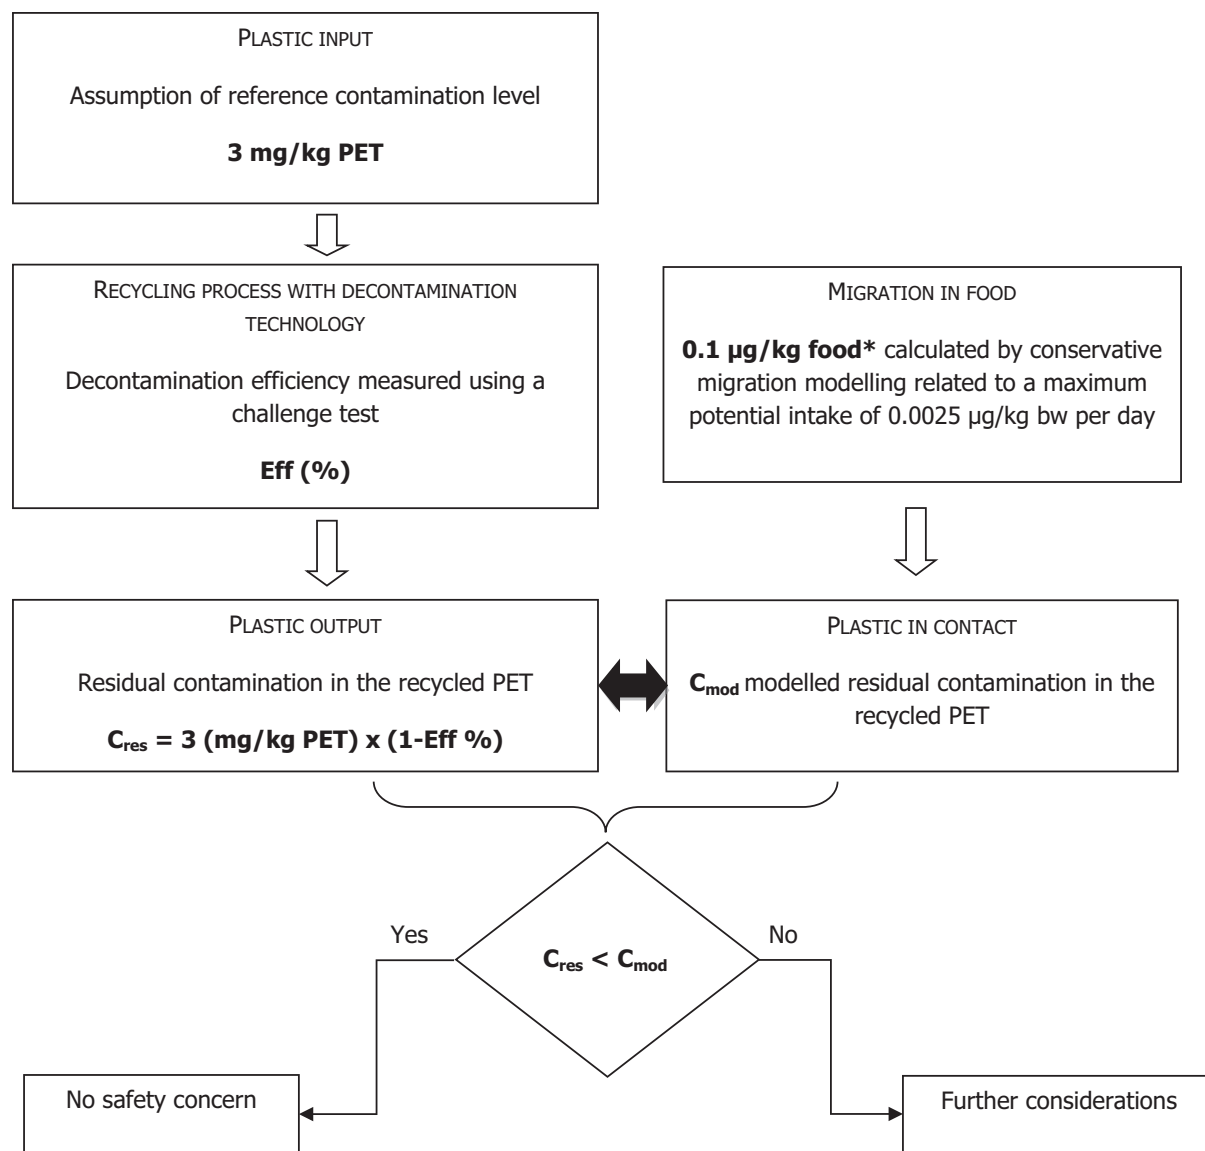 PLASTIC INPUT
Assumption of reference contamination level
3 mg/kg PET
RECYCLING PROCESS WITH DECONTAMINATION
TECHNOLOGY
Decontamination efficiency measured using a
challenge test
Eff (%)
MIGRATION IN FOOD
0.1 µg/kg food* calculated by conservative
migration modelling related to a maximum
potential intake of 0.0025 µg/kg bw per day
PLASTIC OUTPUT
Residual contamination in the recycled PET
Cres = 3 (mg/kg PET) x (1-Eff %)
PLASTIC IN CONTACT
Cmod modelled residual contamination in the
recycled PET
Yes
No
Cres < Cmod
No safety concern
Further considerations